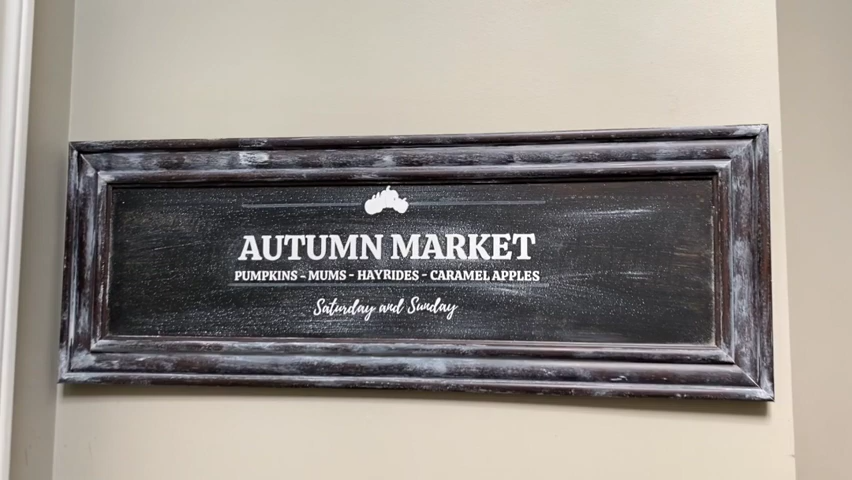 AUTUMN MARKET
PUMPKINS - MUMS - HAYRIDES - CARAMEL APPLES
Saturday and Sunday